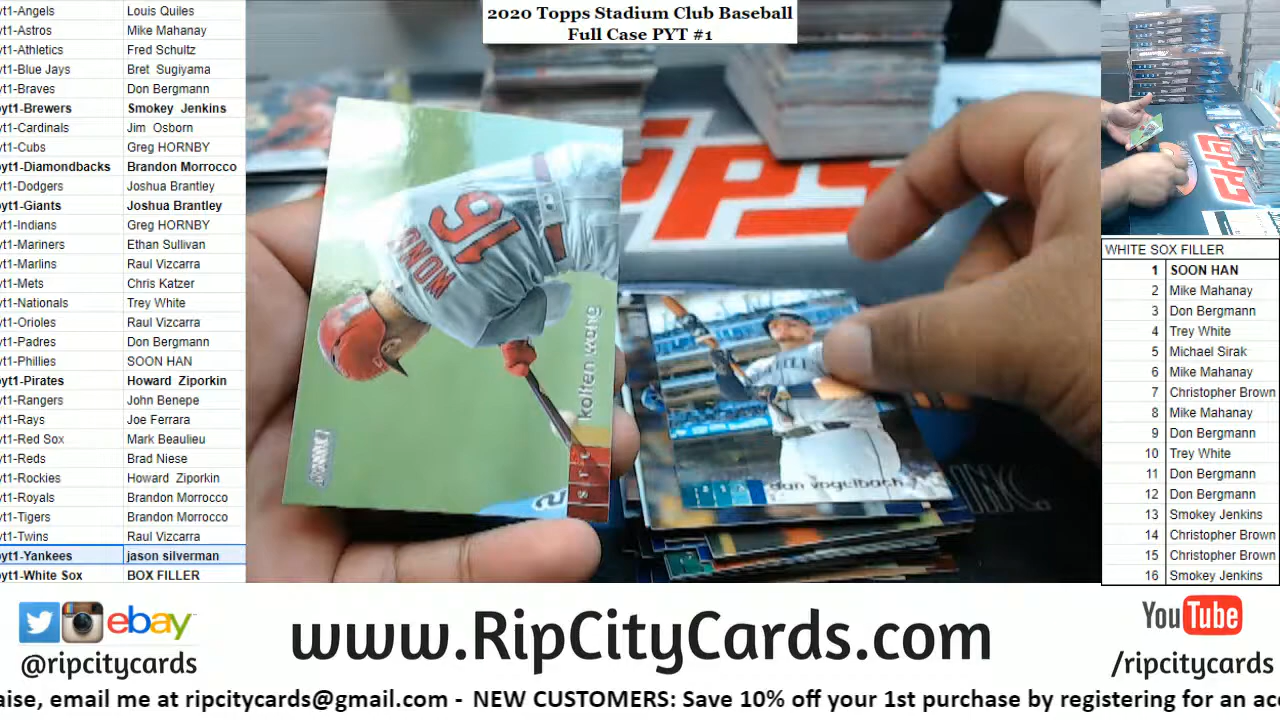 2020 Topps Stadium Club Baseball
Full Case PYT #1
yt1-Angels Louis Quiles
yt1-Astros Mike Mahanay
yt1-Athletics Fred Schultz
yt1-Blue Jays Bret Sugiyama
yt1-Braves Don Bergmann
yt1-Brewers Smokey Jenkins
yt1-Cardinals Jim Osborn
yt1-Cubs Greg HORNBY
yt1-Diamondbacks Brandon Morrocco
yt1-Dodgers Joshua Brantley
yt1-Giants Joshua Brantley
yt1-Indians Greg HORNBY
yt1-Mariners Ethan Sullivan
yt1-Marlins Raul Vizcarra
yt1-Mets Chris Katzer
yt1-Nationals Trey White
yt1-Orioles Raul Vizcarra
yt1-Padres Don Bergmann
yt1-Phillies SOON HAN
yt1-Pirates Howard Ziporkin
yt1-Rangers John Benepe
yt1-Rays Joe Ferrara
yt1-Red Sox Mark Beaulieu
yt1-Reds Brad Niese
yt1-Rockies Howard Ziporkin
yt1-Royals Brandon Morrocco
yt1-Tigers Brandon Morrocco
yt1-Twins Raul Vizcarra
pyt1-Yankees jason silverman
pyt1-White Sox BOX FILLER
WONG
16
kolten wong
dan vogelbach
WHITE SOX FILLER
1 SOON HAN
2 Mike Mahanay
3 Don Bergmann
4 Trey White
5 Michael Sirak
6 Mike Mahanay
7 Christopher Brown
8 Mike Mahanay
9 Don Bergmann
10 Trey White
11 Don Bergmann
12 Don Bergmann
13 Smokey Jenkins
14 Christopher Brown
15 Christopher Brown
16 Smokey Jenkins
ebay
@ripcitycards
www.RipCityCards.com
YouTube
/ripcitycards
aise, email me at ripcitycards@gmail.com - NEW CUSTOMERS: Save 10% off your 1st purchase by registering for an acc